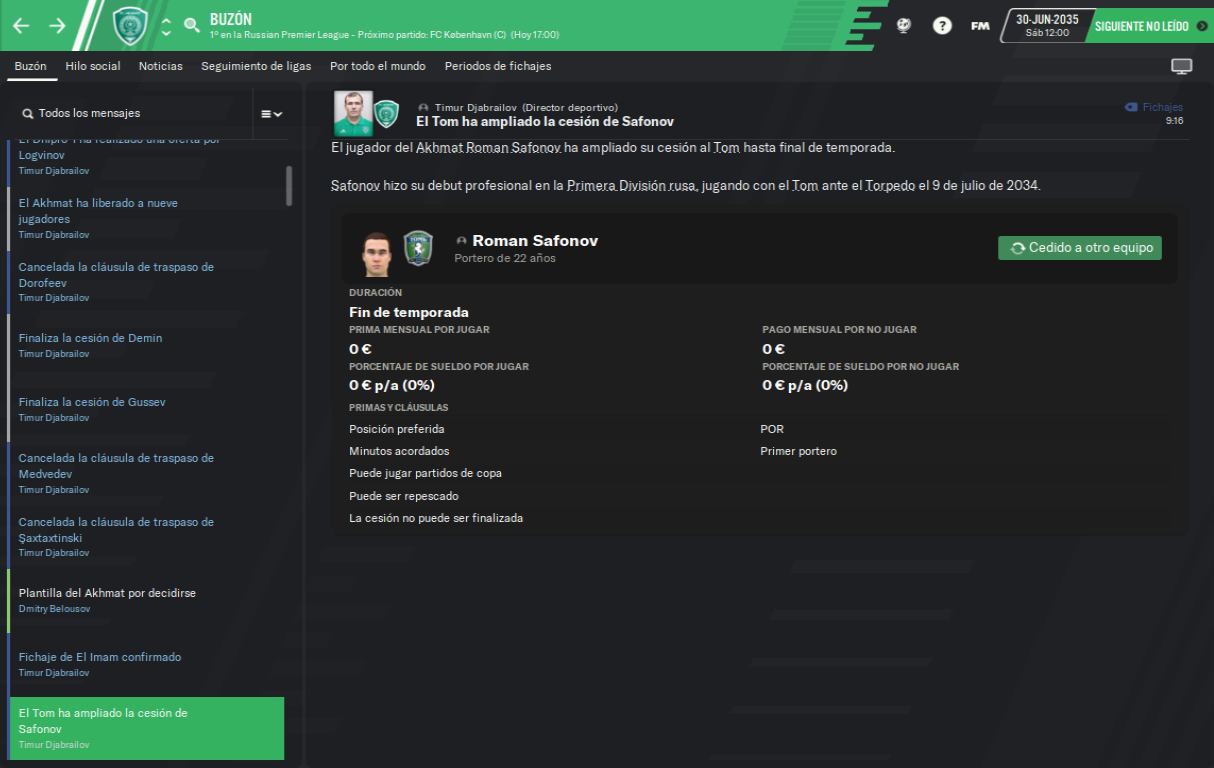 BUZÓN
1º en la Russian Premier League - Próximo partido: FC København (C) (Hoy 17:00)
?
FM
30-JUN-2035
Sáb 12:00
SIGUIENTE NO LEÍDO
Buzón
Hilo social
Noticias
Seguimiento de ligas
Por todo el mundo
Periodos de fichajes
Todos los mensajes
El Dnipro-1 ha realizado una oferta por
Logvinov
Timur Djabrailov
El Akhmat ha liberado a nueve
jugadores
Timur Djabrailov
Cancelada la cláusula de traspaso de
Dorofeev
Timur Djabrailov
Finaliza la cesión de Demin
Timur Djabrailov
Finaliza la cesión de Gussev
Timur Djabrailov
Cancelada la cláusula de traspaso de
Medvedev
Timur Djabrailov
Cancelada la cláusula de traspaso de
Şaxtaxtinski
Timur Djabrailov
Plantilla del Akhmat por decidirse
Dmitry Belousov
Fichaje de El Imam confirmado
Timur Djabrailov
El Tom ha ampliado la cesión de
Safonov
Timur Djabrailov
Timur Djabrailov (Director deportivo)
El Tom ha ampliado la cesión de Safonov
Fichajes
9:16
El jugador del Akhmat Roman Safonov ha ampliado su cesión al Tom hasta final de temporada.
Safonov hizo su debut profesional en la Primera División rusa, jugando con el Tom ante el Torpedo el 9 de julio de 2034.
Roman Safonov
Portero de 22 años
Cedido a otro equipo
DURACIÓN
Fin de temporada
PRIMA MENSUAL POR JUGAR
PAGO MENSUAL POR NO JUGAR
0 €
0 €
PORCENTAJE DE SUELDO POR JUGAR
PORCENTAJE DE SUELDO POR NO JUGAR
0 € p/a (0%)
0 € p/a (0%)
PRIMAS Y CLÁUSULAS
Posición preferida
POR
Minutos acordados
Primer portero
Puede jugar partidos de copa
Puede ser repescado
La cesión no puede ser finalizada